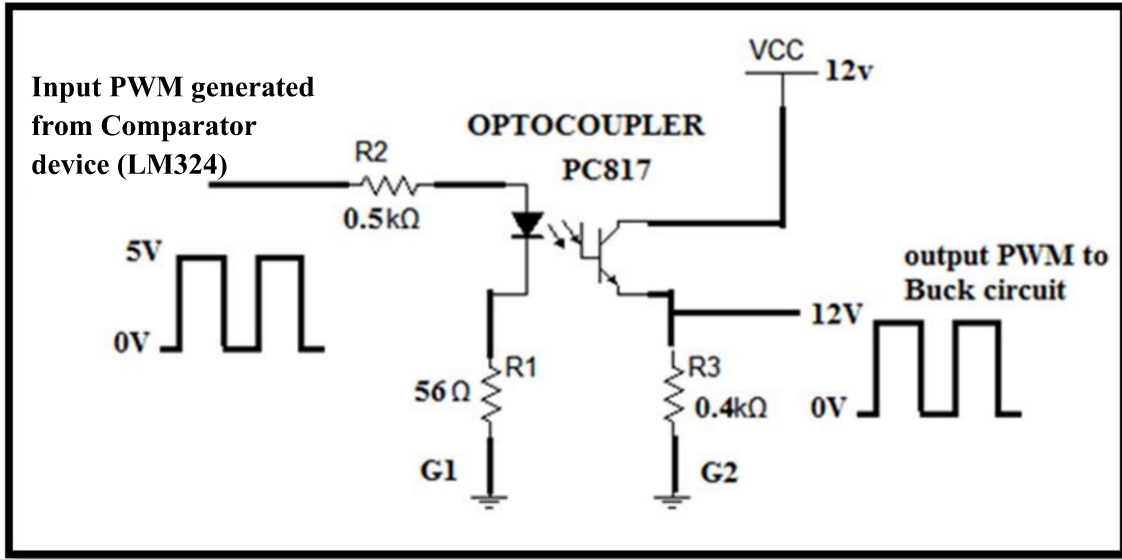 Input PWM generated
from Comparator
device (LM324)
R2
0.5kΩ
OPTOCOUPLER
PC817
VCC
12v
5V
0V
R1
56Ω
G1
R3
0.4kΩ
G2
output PWM to
Buck circuit
12V
0V